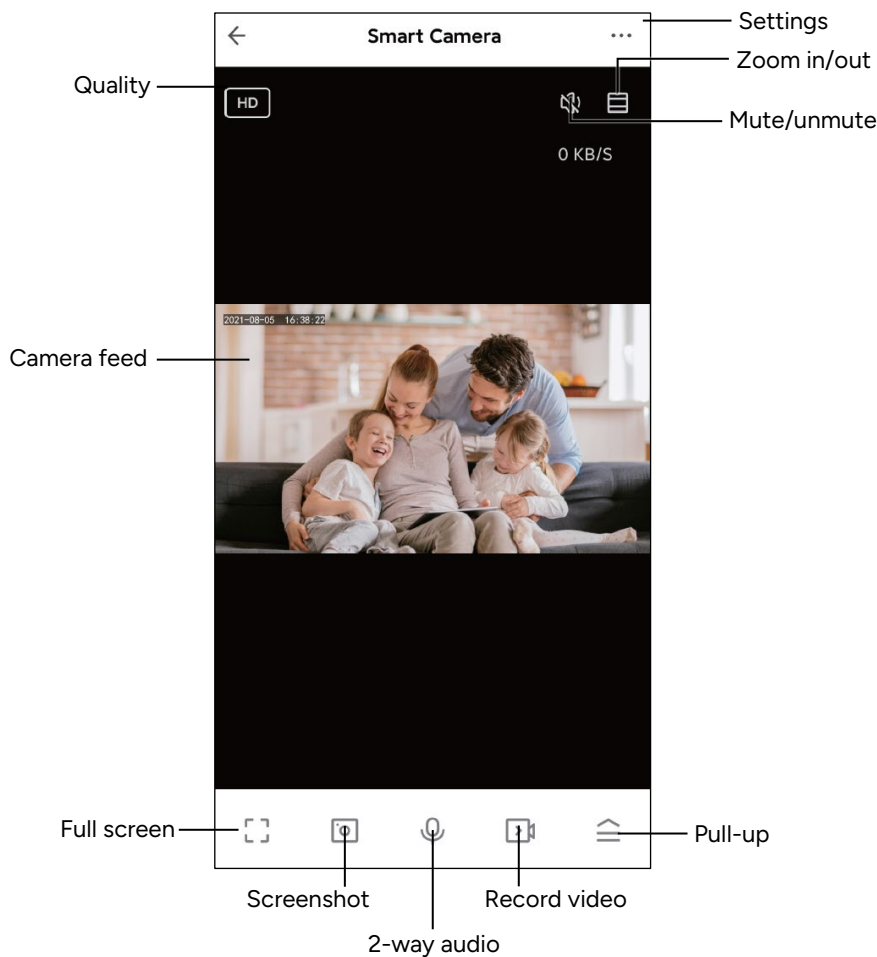 Settings
Smart Camera
Zoom in/out
Quality
HD
Mute/unmute
0 KB/S
2021-08-05 16:38:22
Camera feed
Full screen
Pull-up
Screenshot
Record video
2-way audio